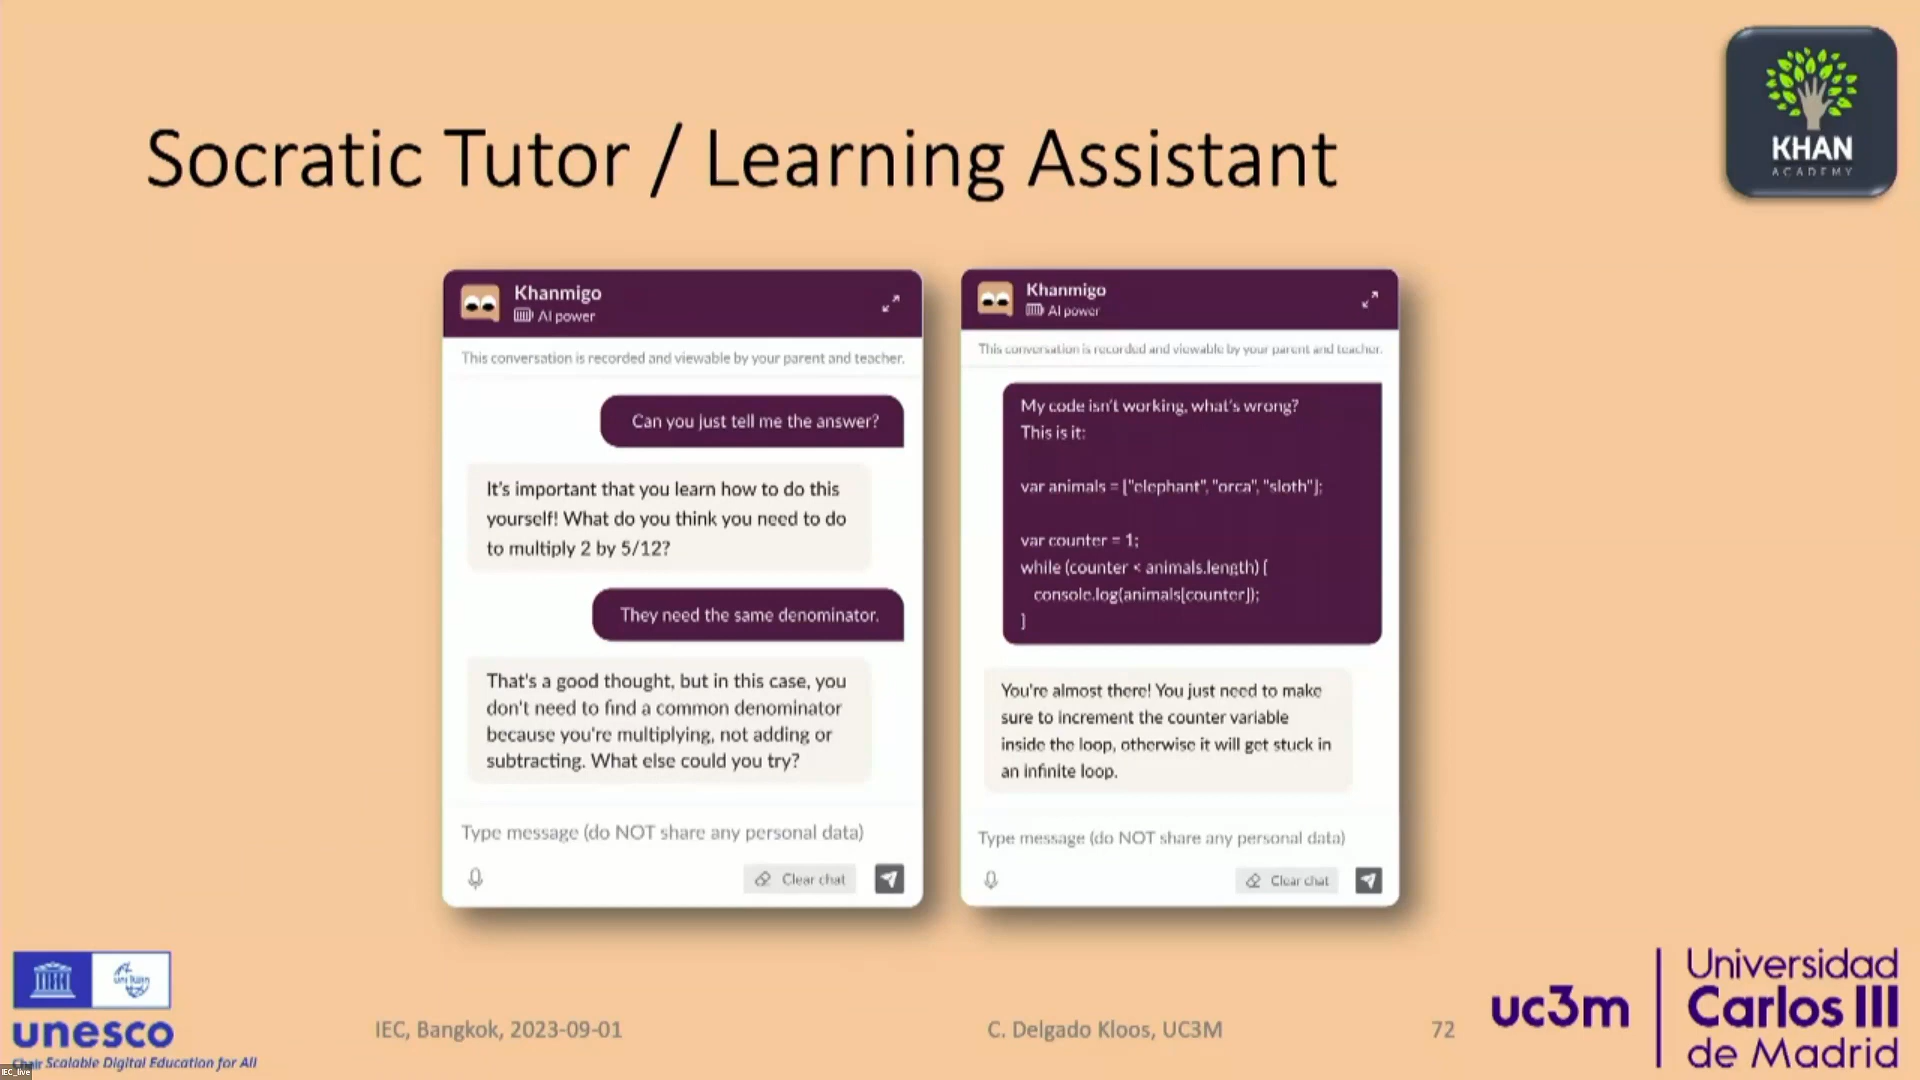 Socratic Tutor / Learning Assistant
KHAN
ACADEMY
Khanmigo
AI power
This conversation is recorded and viewable by your parent and teacher.
Can you just tell me the answer?
It's important that you learn how to do this
yourself! What do you think you need to do
to multiply 2 by 5/12?
They need the same denominator.
That's a good thought, but in this case, you
don't need to find a common denominator
because you're multiplying, not adding or
subtracting. What else could you try?
Type message (do NOT share any personal data)
Clear chat
Khanmigo
AI power
This conversation is recorded and viewable by your parent and teacher.
My code isn't working, what's wrong?
This is it:
var animals = ["elephant", "orca", "sloth"];
var counter = 1;
while (counter < animals.length) {
console.log(animals[counter]);
}
You're almost there! You just need to make
sure to increment the counter variable
inside the loop, otherwise it will get stuck in
an infinite loop.
Type message (do NOT share any personal data)
Clear chat
unesco
Chair Scalable Digital Education for All
IEC_live
IEC, Bangkok, 2023-09-01
C. Delgado Kloos, UC3M
72
uc3m
Universidad
Carlos III
de Madrid